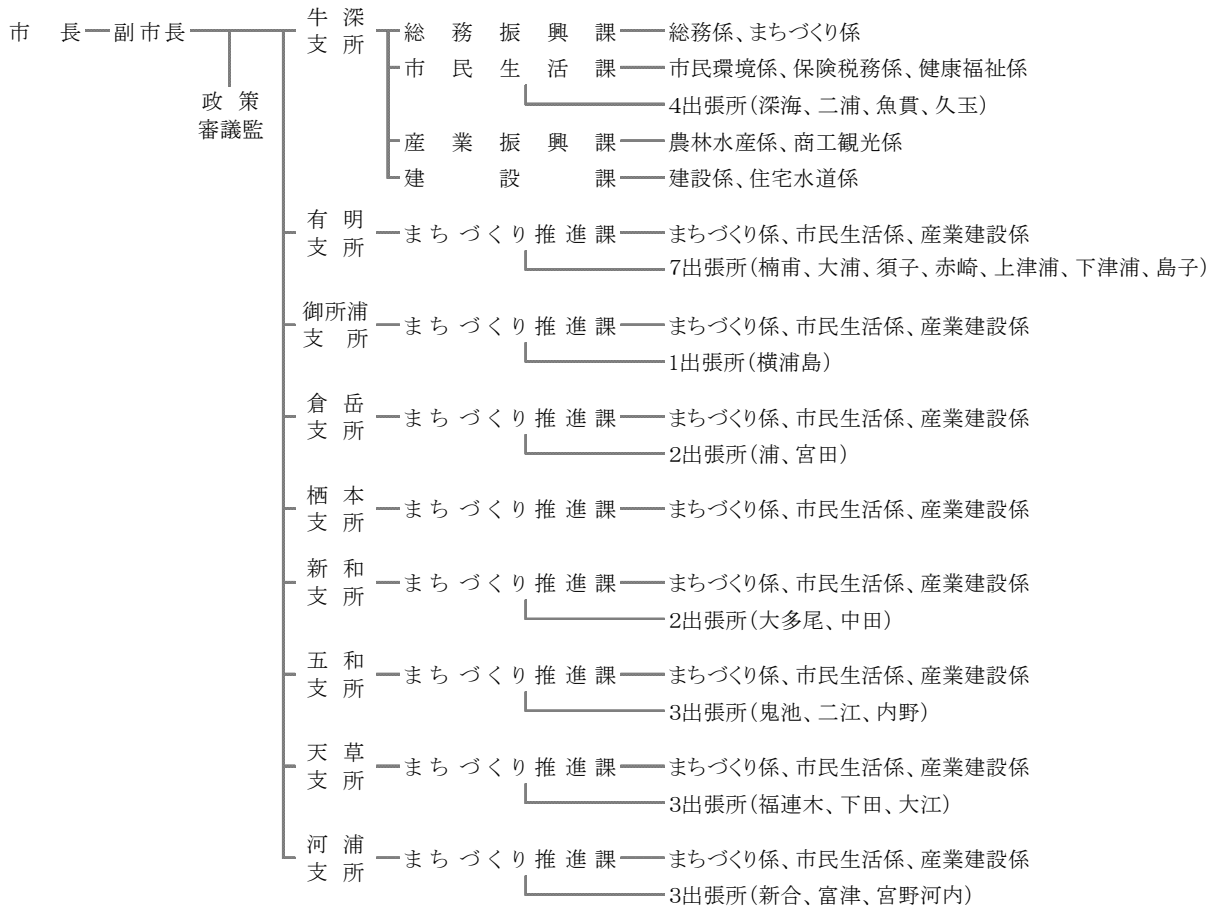 市長 副市長 牛深支所 総務振興課 総務係、まちづくり係
市民生活課 市民環境係、保険税務係、健康福祉係
政策審議監 4出張所(深海、二浦、魚貫、久玉)
産業振興課 農林水産係、商工観光係
建設課 建設係、住宅水道係
有明支所 まちづくり推進課 まちづくり係、市民生活係、産業建設係
7出張所(楠甫、大浦、須子、赤崎、上津浦、下津浦、島子)
御所浦支所 まちづくり推進課 まちづくり係、市民生活係、産業建設係
1出張所(横浦島)
倉岳支所 まちづくり推進課 まちづくり係、市民生活係、産業建設係
2出張所(浦、宮田)
栖本支所 まちづくり推進課 まちづくり係、市民生活係、産業建設係
新和支所 まちづくり推進課 まちづくり係、市民生活係、産業建設係
2出張所(大多尾、中田)
五和支所 まちづくり推進課 まちづくり係、市民生活係、産業建設係
3出張所(鬼池、二江、内野)
天草支所 まちづくり推進課 まちづくり係、市民生活係、産業建設係
3出張所(福連木、下田、大江)
河浦支所 まちづくり推進課 まちづくり係、市民生活係、産業建設係
3出張所(新合、富津、宮野河内)